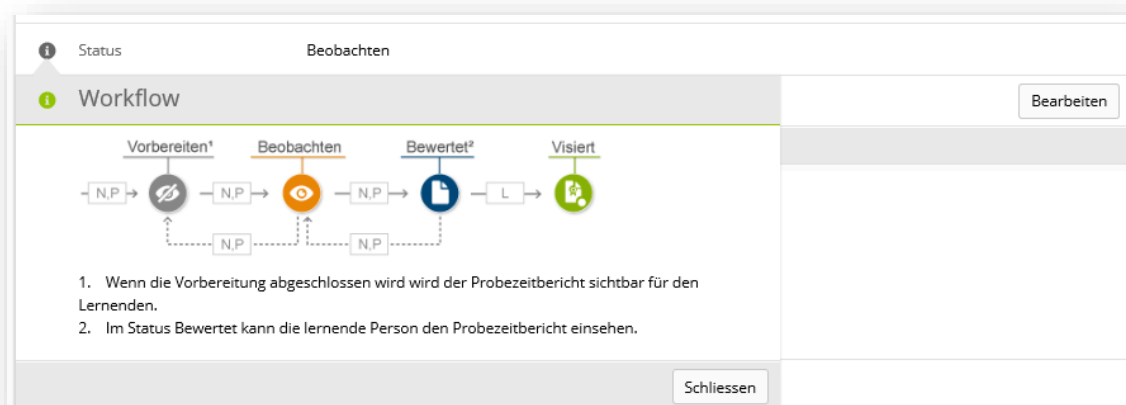 Status Beobachten
Workflow
Bearbeiten
Vorbereiten¹ Beobachten Bewertet² Visiert
N,P N,P N,P L
N,P N,P
1. Wenn die Vorbereitung abgeschlossen wird wird der Probezeitbericht sichtbar für den
Lernenden.
2. Im Status Bewertet kann die lernende Person den Probezeitbericht einsehen.
Schliessen